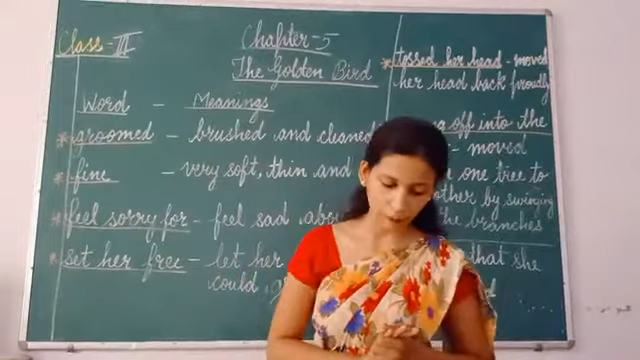 Class - III
Chapter - 5
The Golden Bird
Word - Meanings
groomed - brushed and cleaned
fine - very soft, thin and
feel sorry for - feel sad abou
set her free - let her
could
tossed her head - moved
her head back proudly
off into the
- moved
one tree to
other by swinging
branches
that she